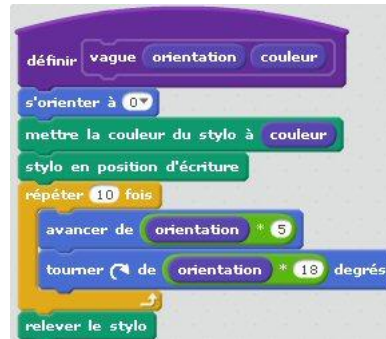 définir vague orientation couleur
s'orienter à 0
mettre la couleur du stylo à couleur
stylo en position d'écriture
répéter 10 fois
avancer de orientation * 5
tourner de orientation * 18 degrés
relever le stylo